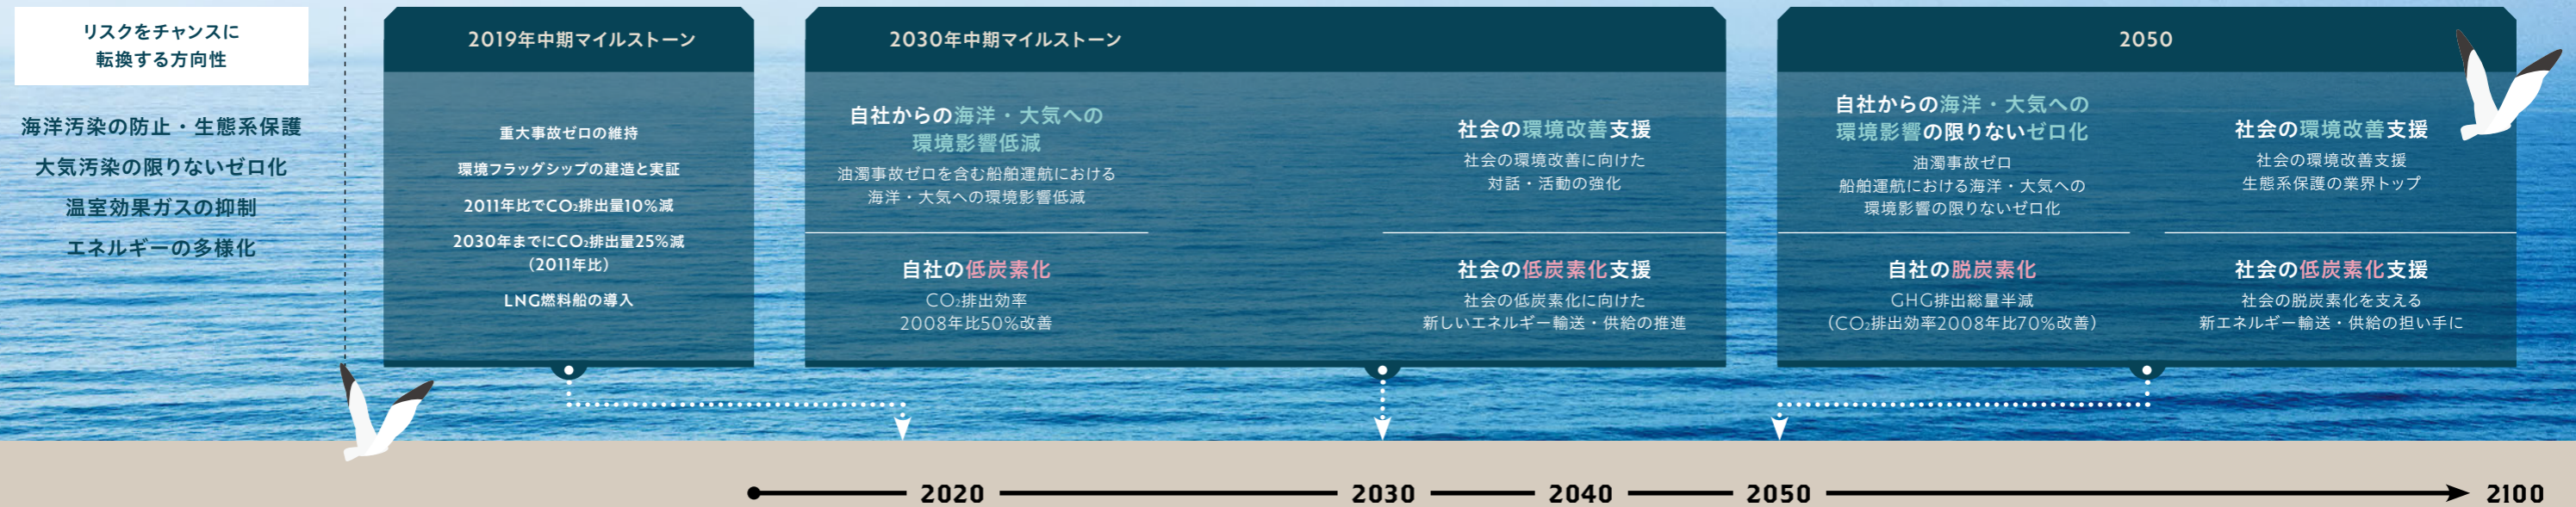 リスクをチャンスに
転換する方向性
海洋汚染の防止・生態系保護
大気汚染の限りないゼロ化
温室効果ガスの抑制
エネルギーの多様化
2019年中期マイルストーン
重大事故ゼロの維持
環境フラッグシップの建造と実証
2011年比でCO₂排出量10%減
2030年までにCO₂排出量25%減
（2011年比）
LNG燃料船の導入
2030年中期マイルストーン
自社からの海洋・大気への
環境影響低減
油濁事故ゼロを含む船舶運航における
海洋・大気への環境影響低減
社会の環境改善支援
社会の環境改善に向けた
対話・活動の強化
自社の低炭素化
CO₂排出効率
2008年比50%改善
社会の低炭素化支援
社会の低炭素化に向けた
新しいエネルギー輸送・供給の推進
2050
自社からの海洋・大気への
環境影響の限りないゼロ化
油濁事故ゼロ
船舶運航における海洋・大気への
環境影響の限りないゼロ化
社会の環境改善支援
社会の環境改善支援
生態系保護の業界トップ
自社の脱炭素化
GHG排出総量半減
（CO₂排出効率2008年比70%改善）
社会の低炭素化支援
社会の脱炭素化を支える
新エネルギー輸送・供給の担い手に
2020
2030
2040
2050
2100